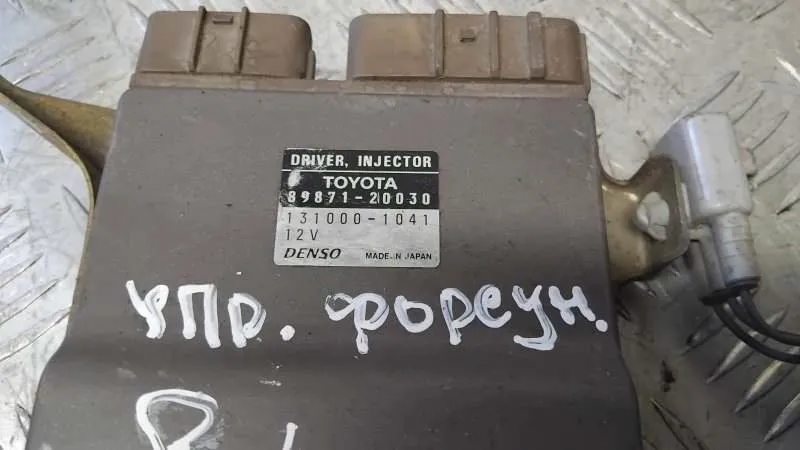 DRIVER, INJECTOR
TOYOTA
89871-20030
131000-1041
12V
DENSO MADE IN JAPAN
упр. форсун.